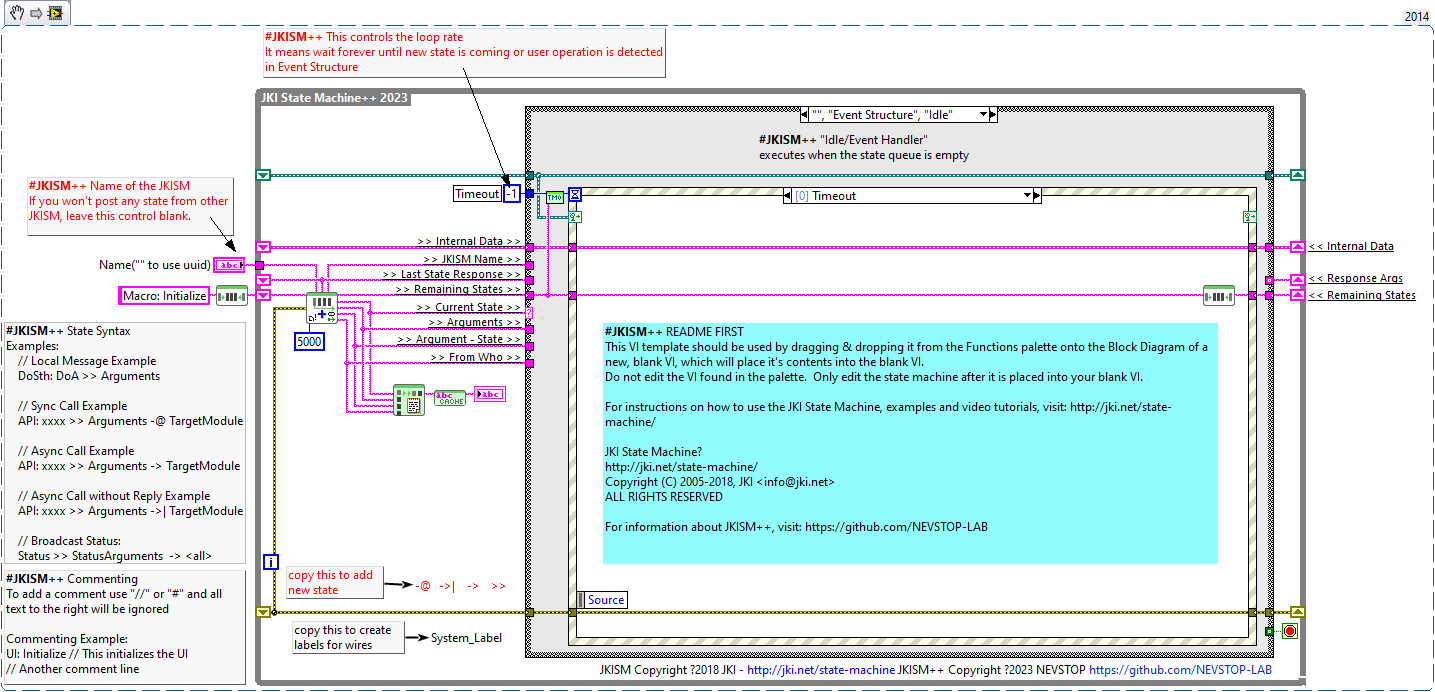 2014
#JKISM++ This controls the loop rate
It means wait forever until new state is coming or user operation is detected
in Event Structure
JKI State Machine++ 2023
"", "Event Structure", "Idle"
#JKISM++ "Idle/Event Handler"
executes when the state queue is empty
#JKISM++ Name of the JKISM
If you won't post any state from other
JKISM, leave this control blank.
Timeout
-1
TMO
[0] Timeout
>> Internal Data >>
<< Internal Data
>> JKISM Name >>
Name("" to use uuid)
abc
>> Last State Response >>
<< Response Args
>> Remaining States >>
<< Remaining States
Macro: Initialize
>> Current State >>
>> Arguments >>
5000
>> Argument - State >>
>> From Who >>
abc
CACHE
abc
#JKISM++ State Syntax
Examples:
// Local Message Example
DoSth: DoA >> Arguments
// Sync Call Example
API: xxxx >> Arguments -@ TargetModule
// Async Call Example
API: xxxx >> Arguments -> TargetModule
// Async Call without Reply Example
API: xxxx >> Arguments ->| TargetModule
// Broadcast Status:
Status >> StatusArguments -> <all>
#JKISM++ README FIRST
This VI template should be used by dragging & dropping it from the Functions palette onto the Block Diagram of a
new, blank VI, which will place it's contents into the blank VI.
Do not edit the VI found in the palette. Only edit the state machine after it is placed into your blank VI.
For instructions on how to use the JKI State Machine, examples and video tutorials, visit: http://jki.net/state-
machine/
JKI State Machine?
http://jki.net/state-machine/
Copyright (C) 2005-2018, JKI <info@jki.net>
ALL RIGHTS RESERVED
For information about JKISM++, visit: https://github.com/NEVSTOP-LAB
i
#JKISM++ Commenting
To add a comment use "//" or "#" and all
text to the right will be ignored
Commenting Example:
UI: Initialize // This initializes the UI
// Another comment line
copy this to add
new state
-@ ->| -> >>
Source
copy this to create
labels for wires
System_Label
JKISM Copyright ?2018 JKI - http://jki.net/state-machine JKISM++ Copyright ?2023 NEVSTOP https://github.com/NEVSTOP-LAB